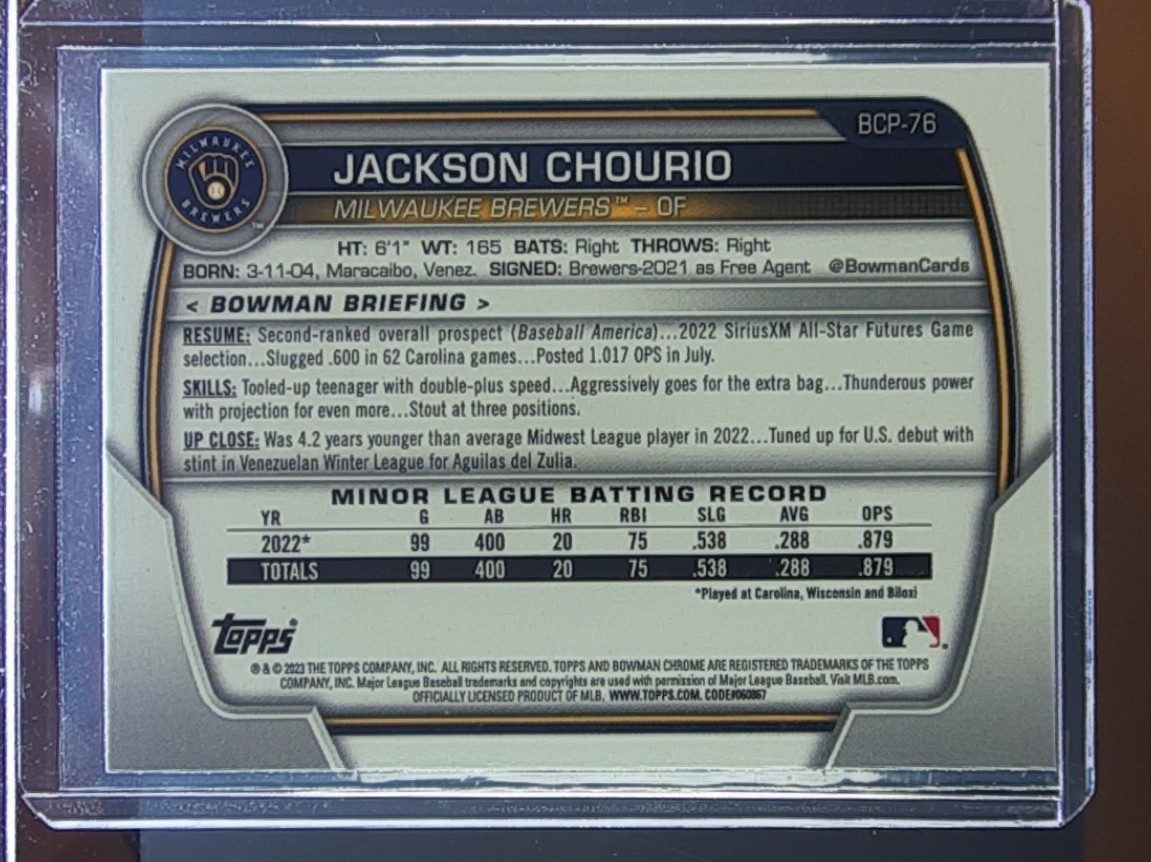 BCP-76
MILWAUKEE
BREWERS™
JACKSON CHOURIO
MILWAUKEE BREWERS™ – OF
HT: 6'1" WT: 165 BATS: Right THROWS: Right
BORN: 3-11-04, Maracaibo, Venez. SIGNED: Brewers-2021 as Free Agent @BowmanCards
< BOWMAN BRIEFING >
RESUME: Second-ranked overall prospect (Baseball America)...2022 SiriusXM All-Star Futures Game
selection...Slugged .600 in 62 Carolina games...Posted 1.017 OPS in July.
SKILLS: Tooled-up teenager with double-plus speed...Aggressively goes for the extra bag...Thunderous power
with projection for even more...Stout at three positions.
UP CLOSE: Was 4.2 years younger than average Midwest League player in 2022...Tuned up for U.S. debut with
stint in Venezuelan Winter League for Aguilas del Zulia.
MINOR LEAGUE BATTING RECORD
YR G AB HR RBI SLG AVG OPS
2022* 99 400 20 75 .538 .288 .879
TOTALS 99 400 20 75 .538 .288 .879
*Played at Carolina, Wisconsin and Biloxi
Topps
® & © 2023 THE TOPPS COMPANY, INC. ALL RIGHTS RESERVED. TOPPS AND BOWMAN CHROME ARE REGISTERED TRADEMARKS OF THE TOPPS
COMPANY, INC. Major League Baseball trademarks and copyrights are used with permission of Major League Baseball. Visit MLB.com.
OFFICIALLY LICENSED PRODUCT OF MLB. WWW.TOPPS.COM. CODE#060867